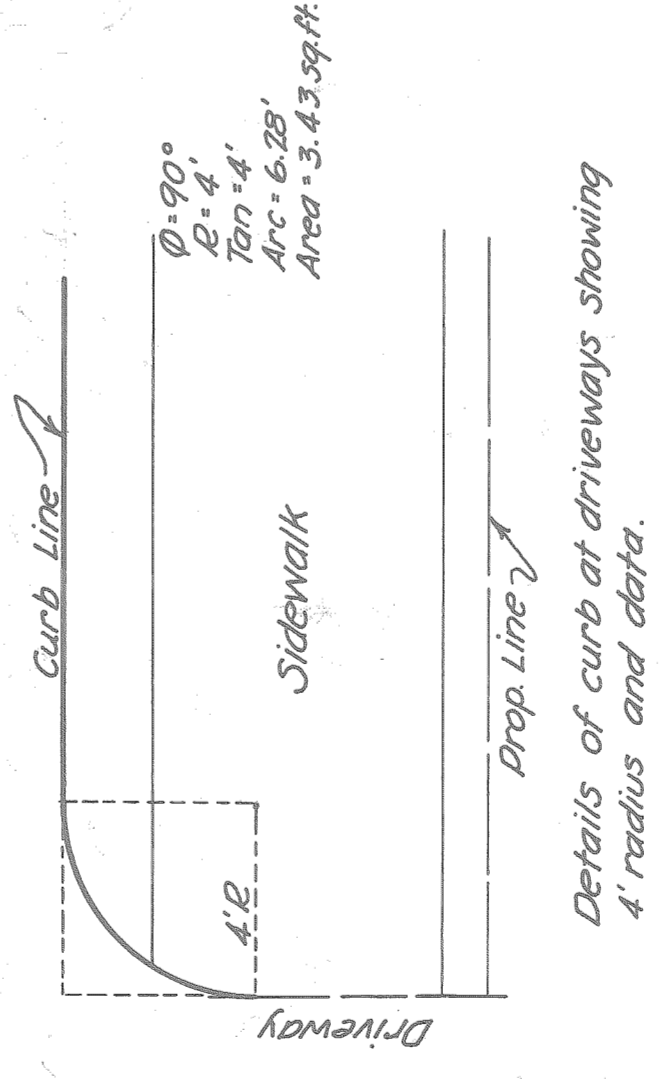 Curb Line
Ø=90°
R=4'
Tan=4'
Arc=6.28'
Area=3.43 sq.ft.
Sidewalk
4'R
Prop. Line
Driveway
Details of curb at driveways showing
4' radius and data.